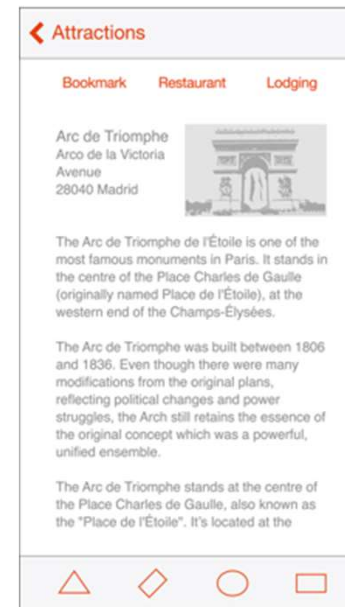 Attractions
Bookmark Restaurant Lodging
Arc de Triomphe
Arco de la Victoria
Avenue
28040 Madrid
The Arc de Triomphe de l'Étoile is one of the
most famous monuments in Paris. It stands in
the centre of the Place Charles de Gaulle
(originally named Place de l'Étoile), at the
western end of the Champs-Élysées.
The Arc de Triomphe was built between 1806
and 1836. Even though there were many
modifications from the original plans,
reflecting political changes and power
struggles, the Arch still retains the essence of
the original concept which was a powerful,
unified ensemble.
The Arc de Triomphe stands at the centre of
the Place Charles de Gaulle, also known as
the "Place de l'Étoile". It's located at the